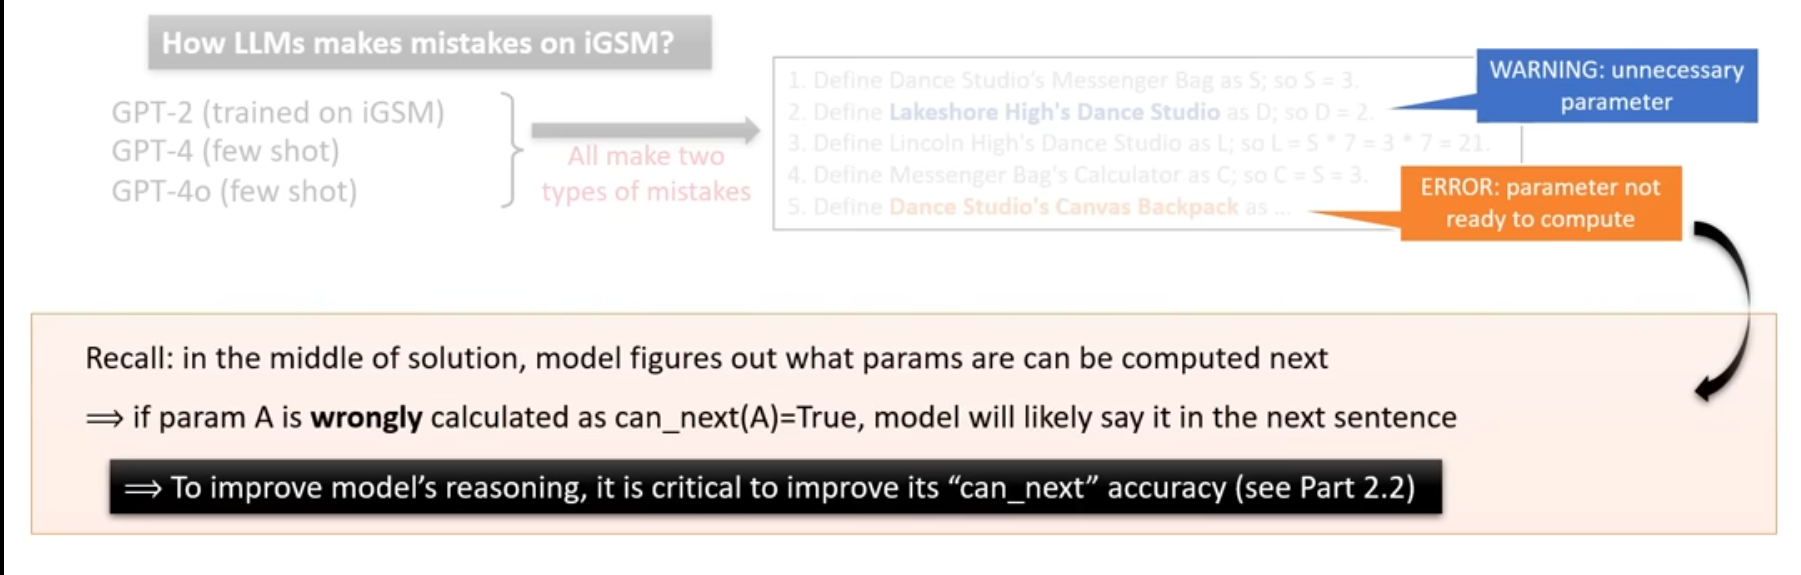 How LLMs makes mistakes on iGSM?
GPT-2 (trained on iGSM)
GPT-4 (few shot)
GPT-4o (few shot)
All make two
types of mistakes
1. Define Dance Studio's Messenger Bag as S; so S = 3.
2. Define Lakeshore High's Dance Studio as D; so D = 2.
3. Define Lincoln High's Dance Studio as L; so L = S * 7 = 3 * 7 = 21.
4. Define Messenger Bag's Calculator as C; so C = S = 3.
5. Define Dance Studio's Canvas Backpack as ...
WARNING: unnecessary
parameter
ERROR: parameter not
ready to compute
Recall: in the middle of solution, model figures out what params are can be computed next
⟹ if param A is wrongly calculated as can_next(A)=True, model will likely say it in the next sentence
⟹ To improve model's reasoning, it is critical to improve its “can_next” accuracy (see Part 2.2)